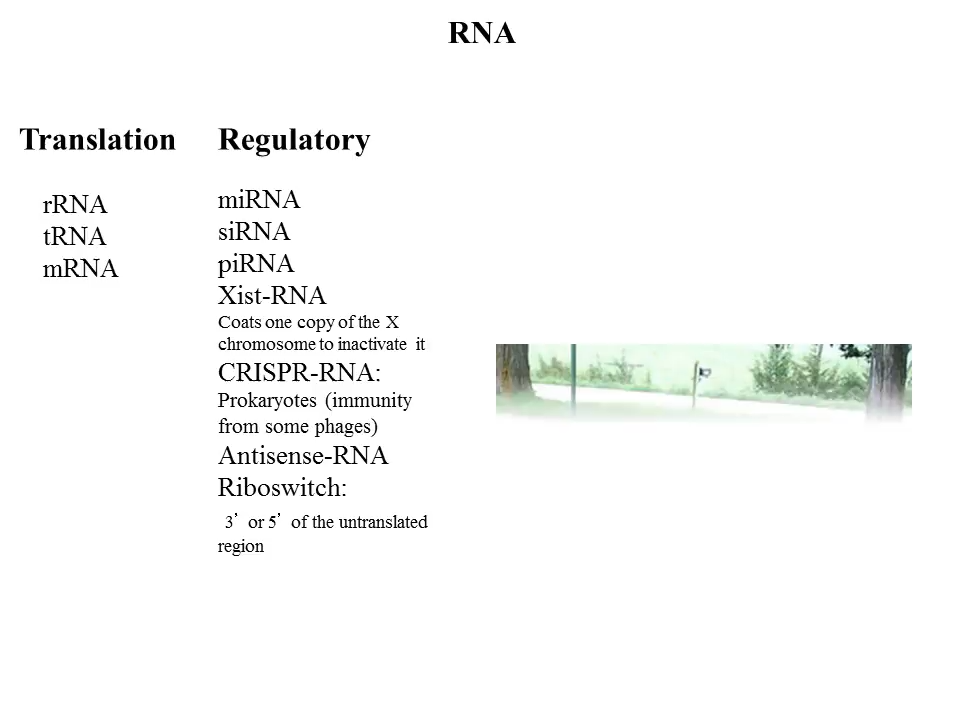 RNA
Translation
rRNA
tRNA
mRNA
Regulatory
miRNA
siRNA
piRNA
Xist-RNA
Coats one copy of the X
chromosome to inactivate it
CRISPR-RNA:
Prokaryotes (immunity
from some phages)
Antisense-RNA
Riboswitch:
3’ or 5’ of the untranslated
region